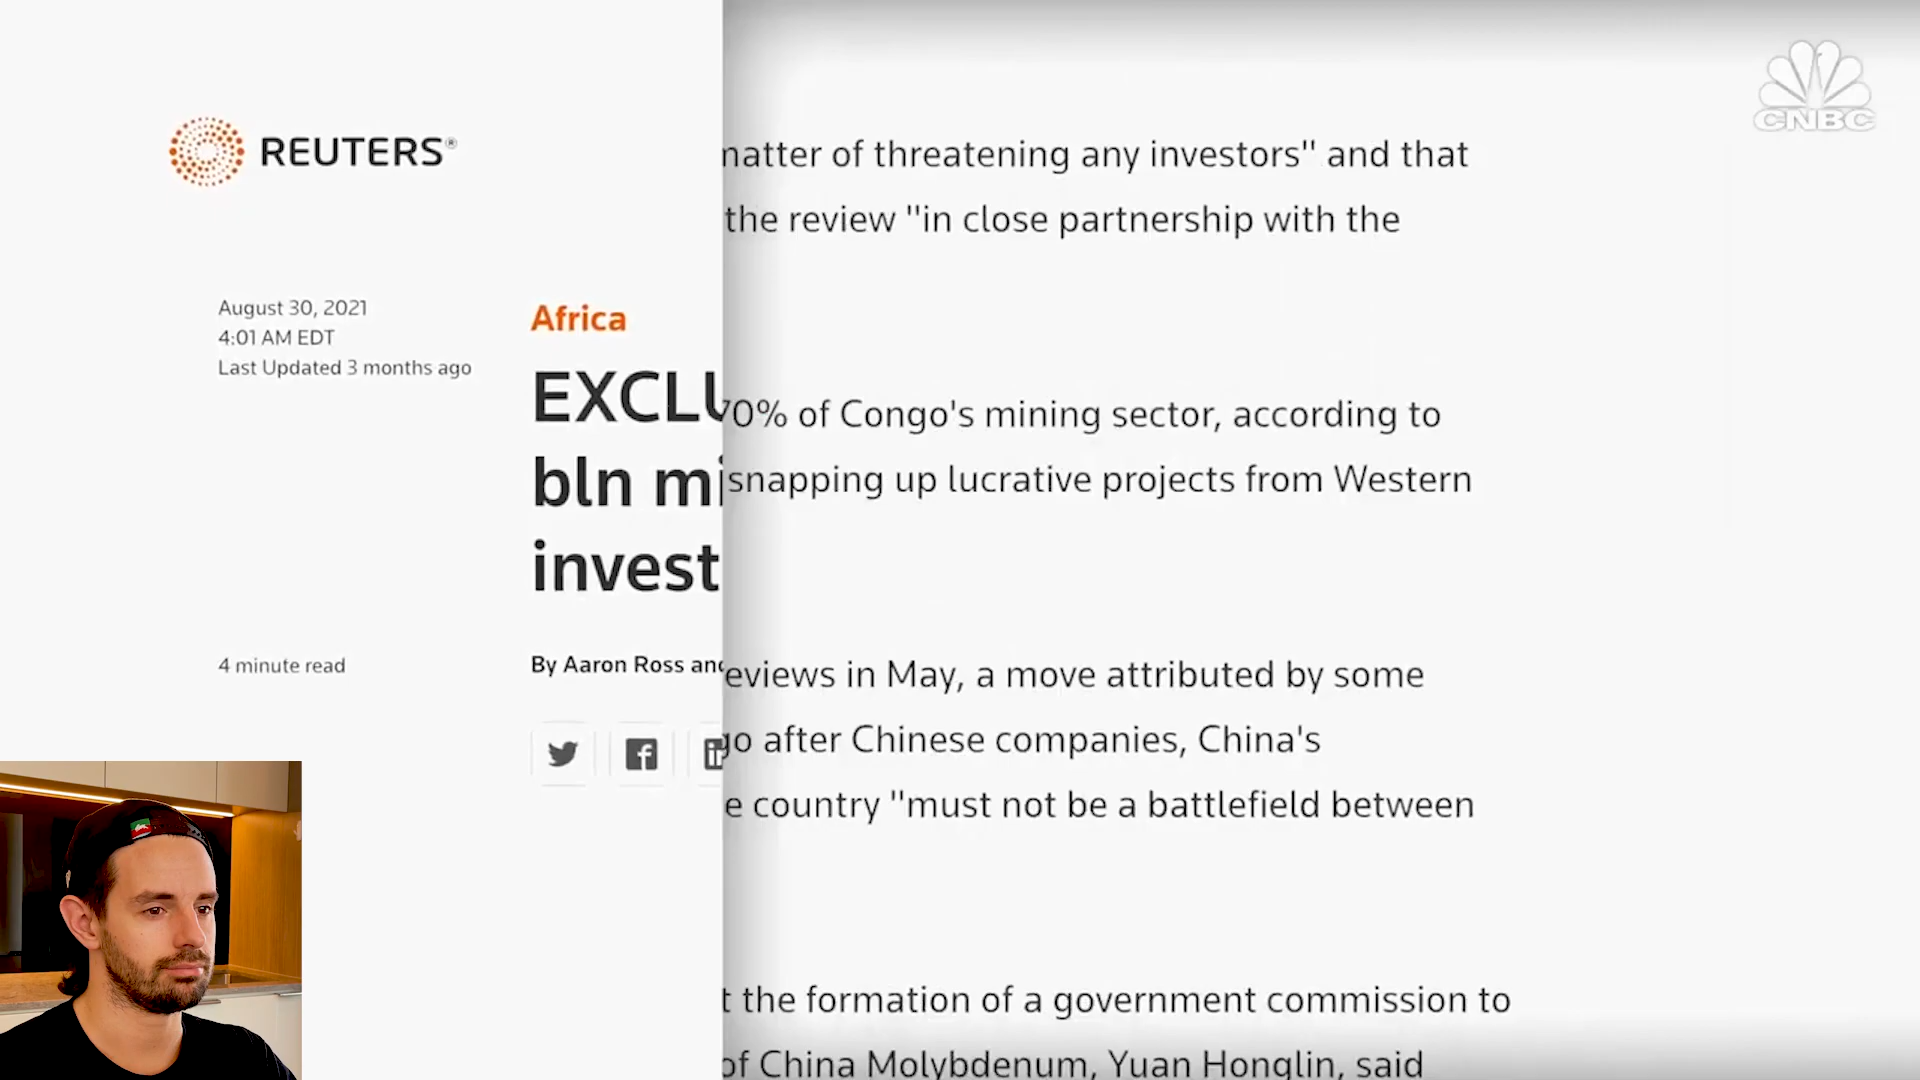 REUTERS®
August 30, 2021
4:01 AM EDT
Last Updated 3 months ago
4 minute read
Africa
EXCLU
bln mi
invest
By Aaron Ross and
CNBC
matter of threatening any investors" and that
the review "in close partnership with the
70% of Congo's mining sector, according to
snapping up lucrative projects from Western
eviews in May, a move attributed by some
go after Chinese companies, China's
e country "must not be a battlefield between
t the formation of a government commission to
of China Molybdenum, Yuan Honglin, said